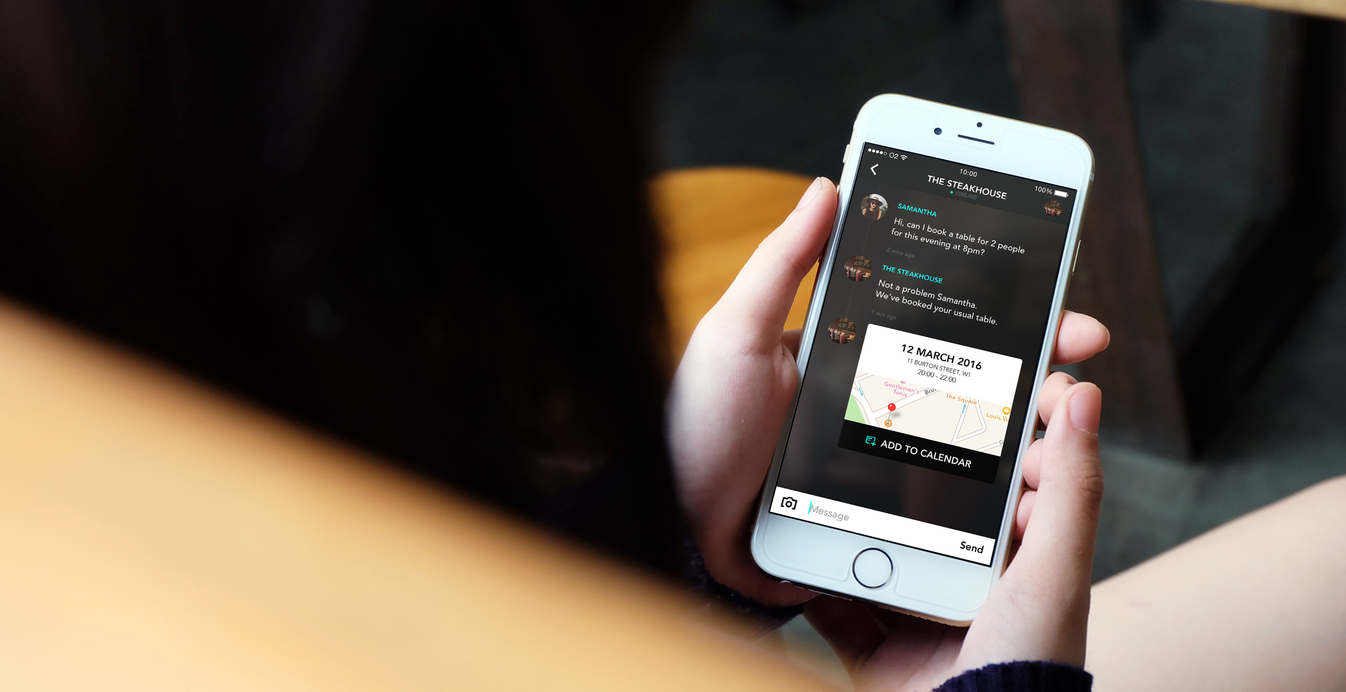 O2
10:00
100%
THE STEAKHOUSE
ONLINE
SAMANTHA
Hi, can I book a table for 2 people
for this evening at 8pm?
2 mins ago
THE STEAKHOUSE
Not a problem Samantha.
We've booked your usual table.
1 min ago
12 MARCH 2016
11 BURTON STREET, W1
20:00 - 22:00
Gentlemen's
Tonic
The Square
Louis
ADD TO CALENDAR
Message
Send